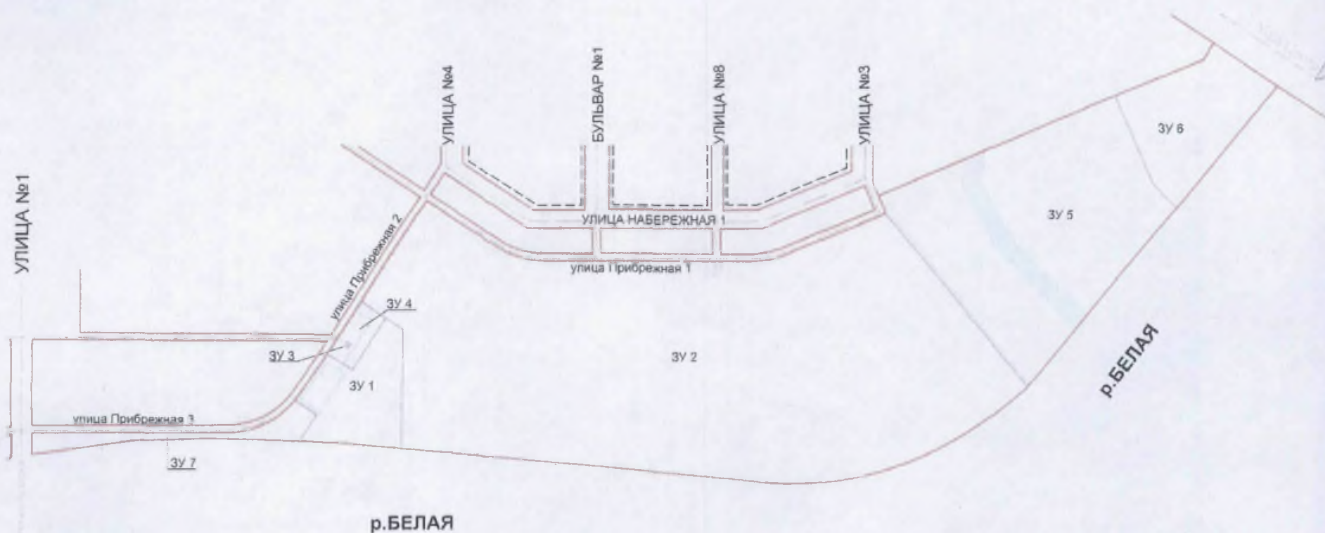 УЛИЦА №1
УЛИЦА №4
БУЛЬВАР №1
УЛИЦА №8
УЛИЦА №3
УЛИЦА НАБЕРЕЖНАЯ 1
улица Прибрежная 1
улица Прибрежная 2
улица Прибрежная 3
ЗУ 6
ЗУ 5
ЗУ 4
ЗУ 3
ЗУ 2
ЗУ 1
ЗУ 7
р.БЕЛАЯ
р.БЕЛАЯ